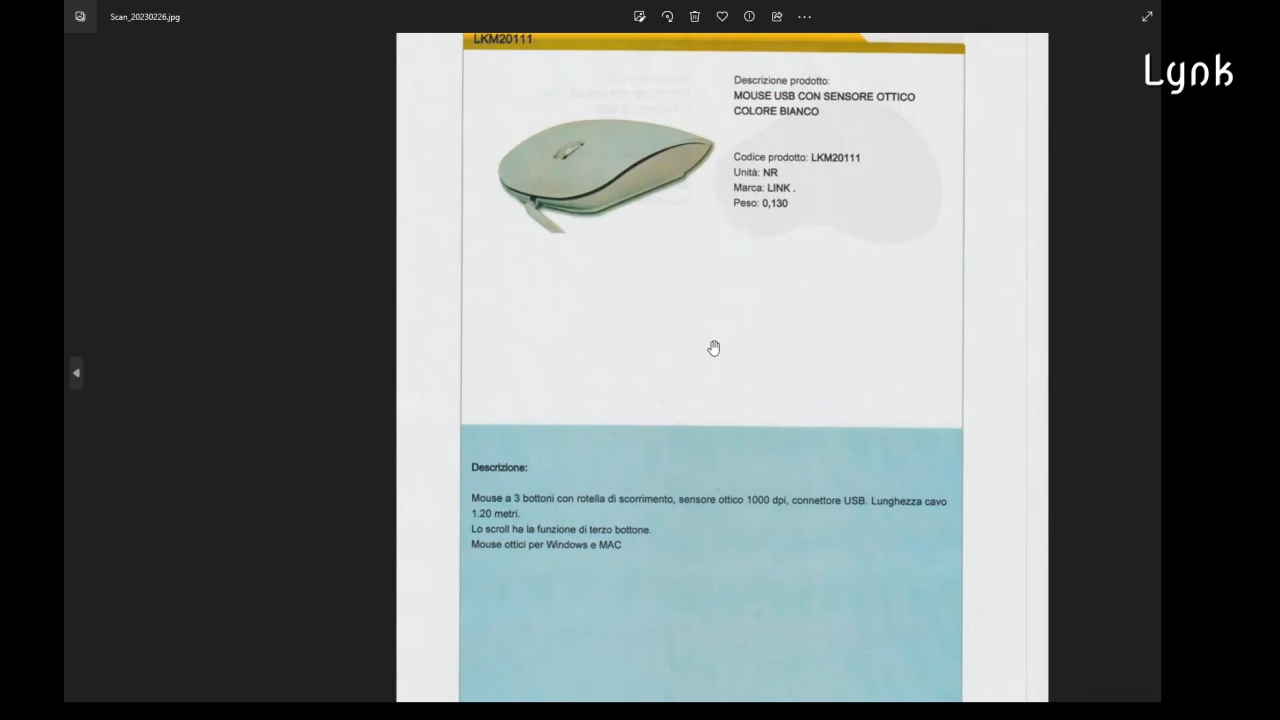 Scan_20230226.jpg
Lynk
LKM20111
Descrizione prodotto:
MOUSE USB CON SENSORE OTTICO
COLORE BIANCO
Codice prodotto: LKM20111
Unità: NR
Marca: LINK .
Peso: 0,130
Descrizione:
Mouse a 3 bottoni con rotella di scorrimento, sensore ottico 1000 dpi, connettore USB. Lunghezza cavo
1.20 metri.
Lo scroll ha la funzione di terzo bottone.
Mouse ottici per Windows e MAC